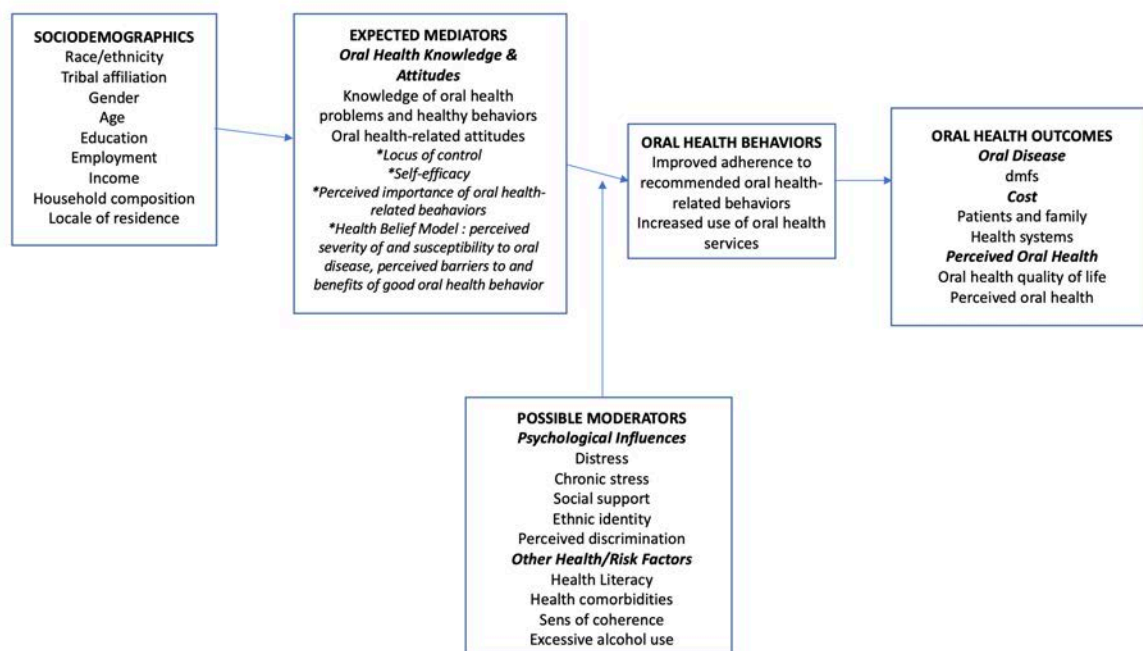 SOCIODEMOGRAPHICS
Race/ethnicity
Tribal affiliation
Gender
Age
Education
Employment
Income
Household composition
Locale of residence
EXPECTED MEDIATORS
Oral Health Knowledge &
Attitudes
Knowledge of oral health
problems and healthy behaviors
Oral health-related attitudes
*Locus of control
*Self-efficacy
*Perceived importance of oral health-
related beahaviors
*Health Belief Model : perceived
severity of and susceptibility to oral
disease, perceived barriers to and
benefits of good oral health behavior
ORAL HEALTH BEHAVIORS
Improved adherence to
recommended oral health-
related behaviors
Increased use of oral health
services
ORAL HEALTH OUTCOMES
Oral Disease
dmfs
Cost
Patients and family
Health systems
Perceived Oral Health
Oral health quality of life
Perceived oral health
POSSIBLE MODERATORS
Psychological Influences
Distress
Chronic stress
Social support
Ethnic identity
Perceived discrimination
Other Health/Risk Factors
Health Literacy
Health comorbidities
Sens of coherence
Excessive alcohol use